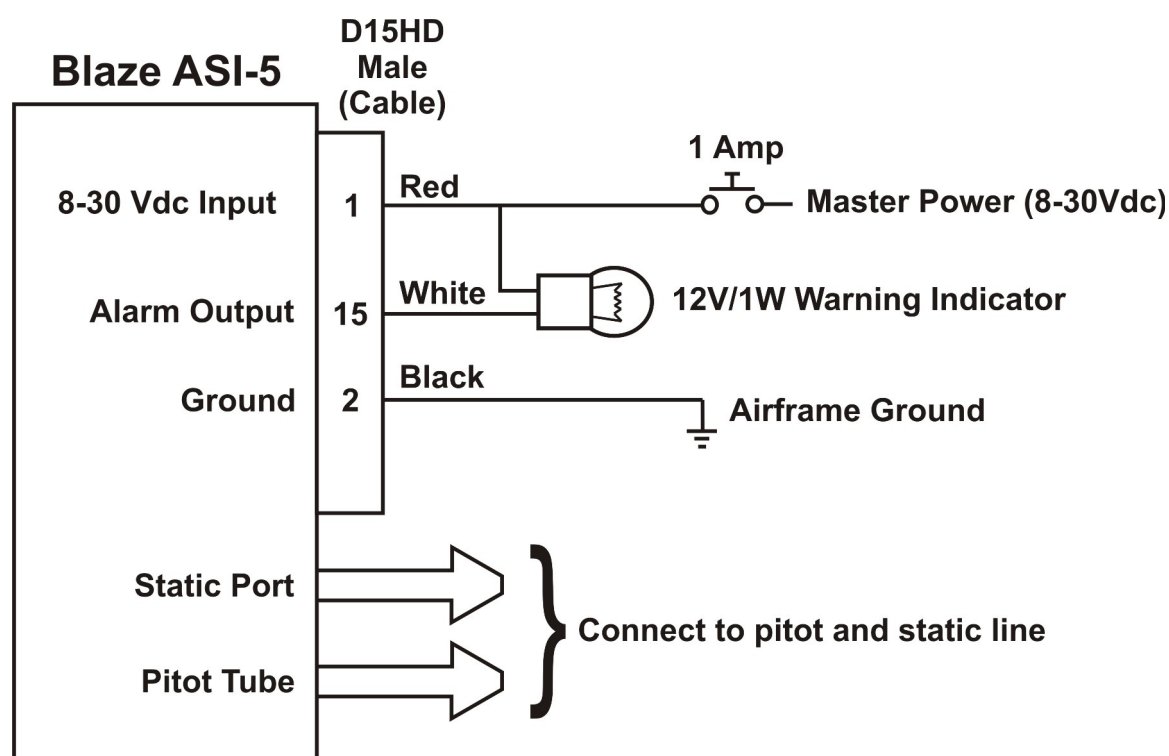 D15HD
Male
(Cable)
Blaze ASI-5
1 Amp
8-30 Vdc Input
1
Red
Master Power (8-30Vdc)
Alarm Output
15
White
12V/1W Warning Indicator
Ground
2
Black
Airframe Ground
Static Port
Connect to pitot and static line
Pitot Tube